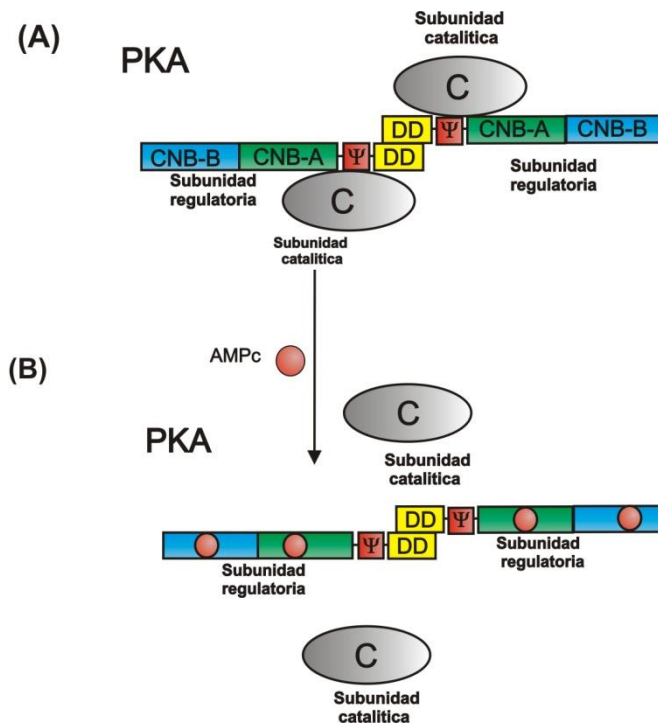 (A)
PKA
Subunidad
catalitica
C
DD Ψ CNB-A CNB-B
CNB-B CNB-A Ψ DD
Subunidad
regulatoria
Subunidad
regulatoria
C
Subunidad
catalitica
AMPc
(B)
PKA
C
Subunidad
catalitica
DD Ψ
Ψ DD
Subunidad
regulatoria
Subunidad
regulatoria
C
Subunidad
catalitica